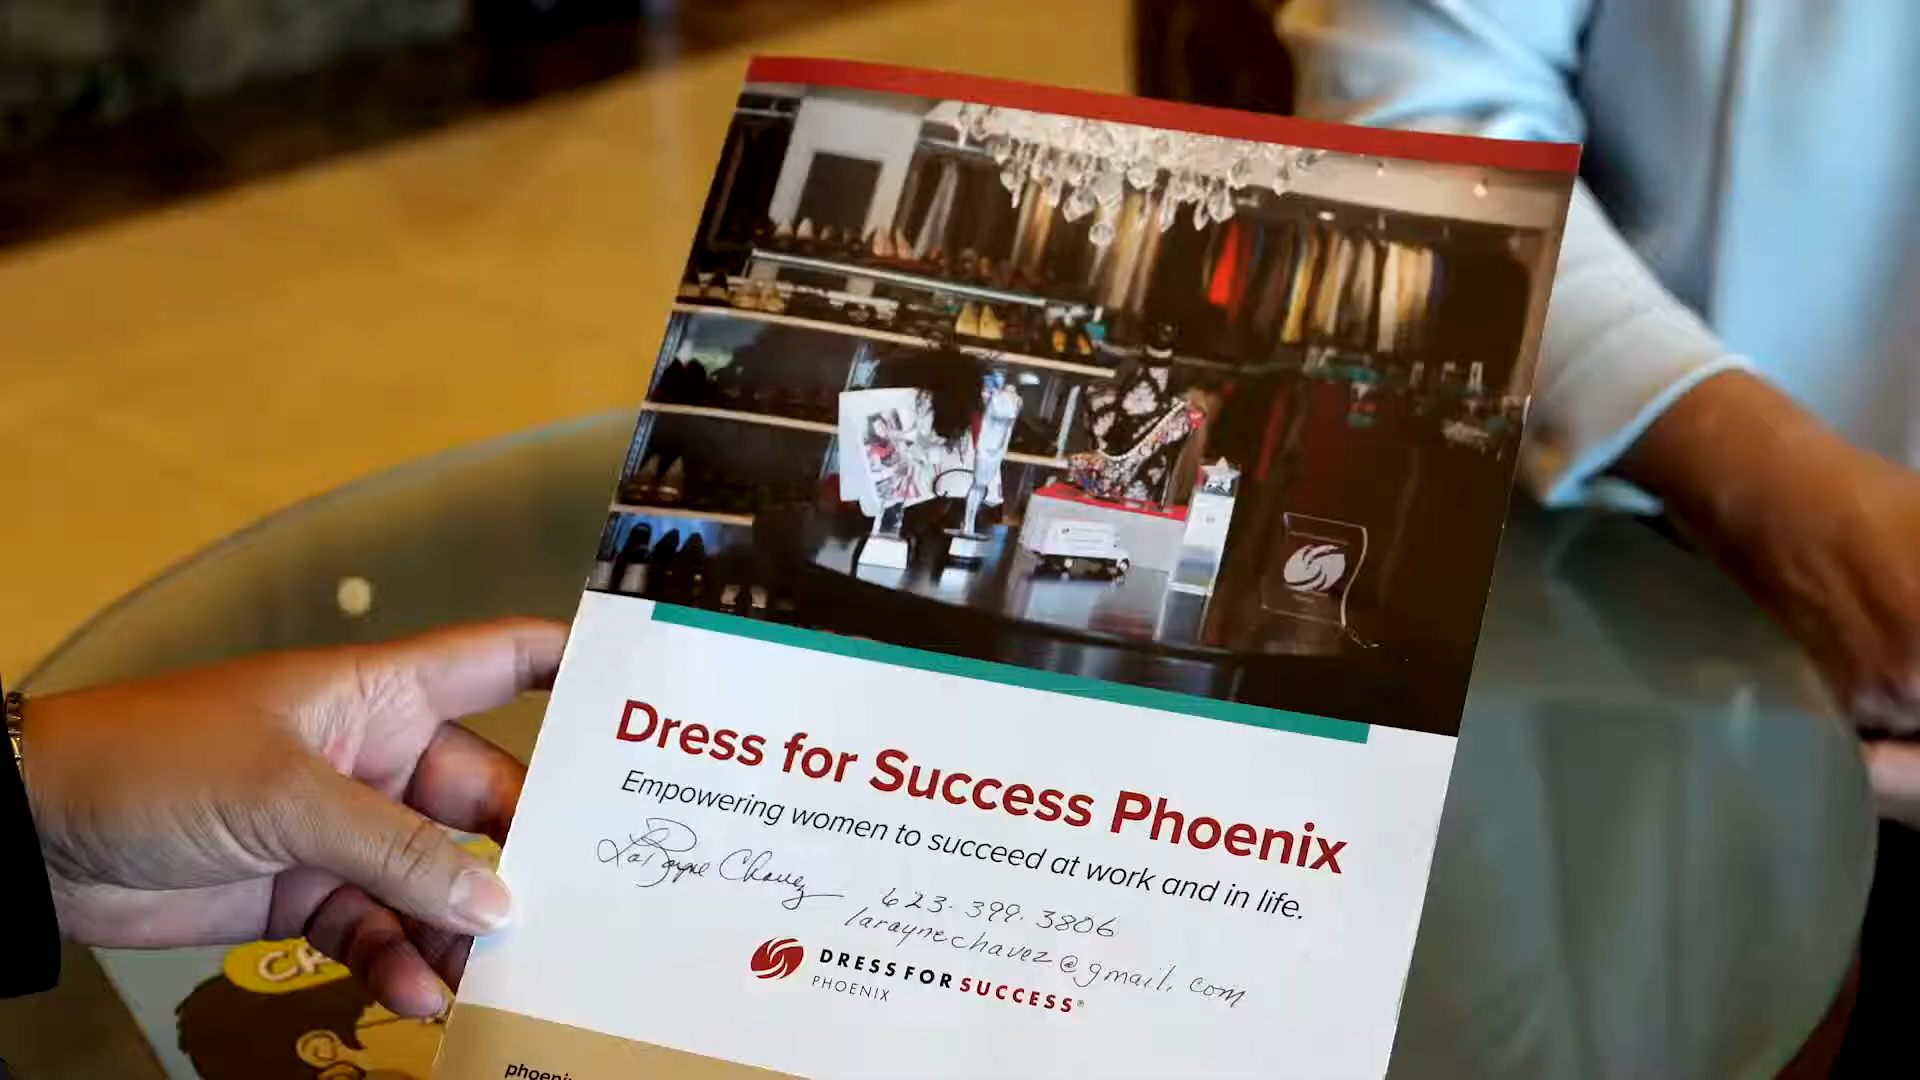 Dress for Success Phoenix
Empowering women to succeed at work and in life.
LaRayne Chavez
623.399.3806
laraynechavez@gmail.com
DRESS FOR SUCCESS®
PHOENIX